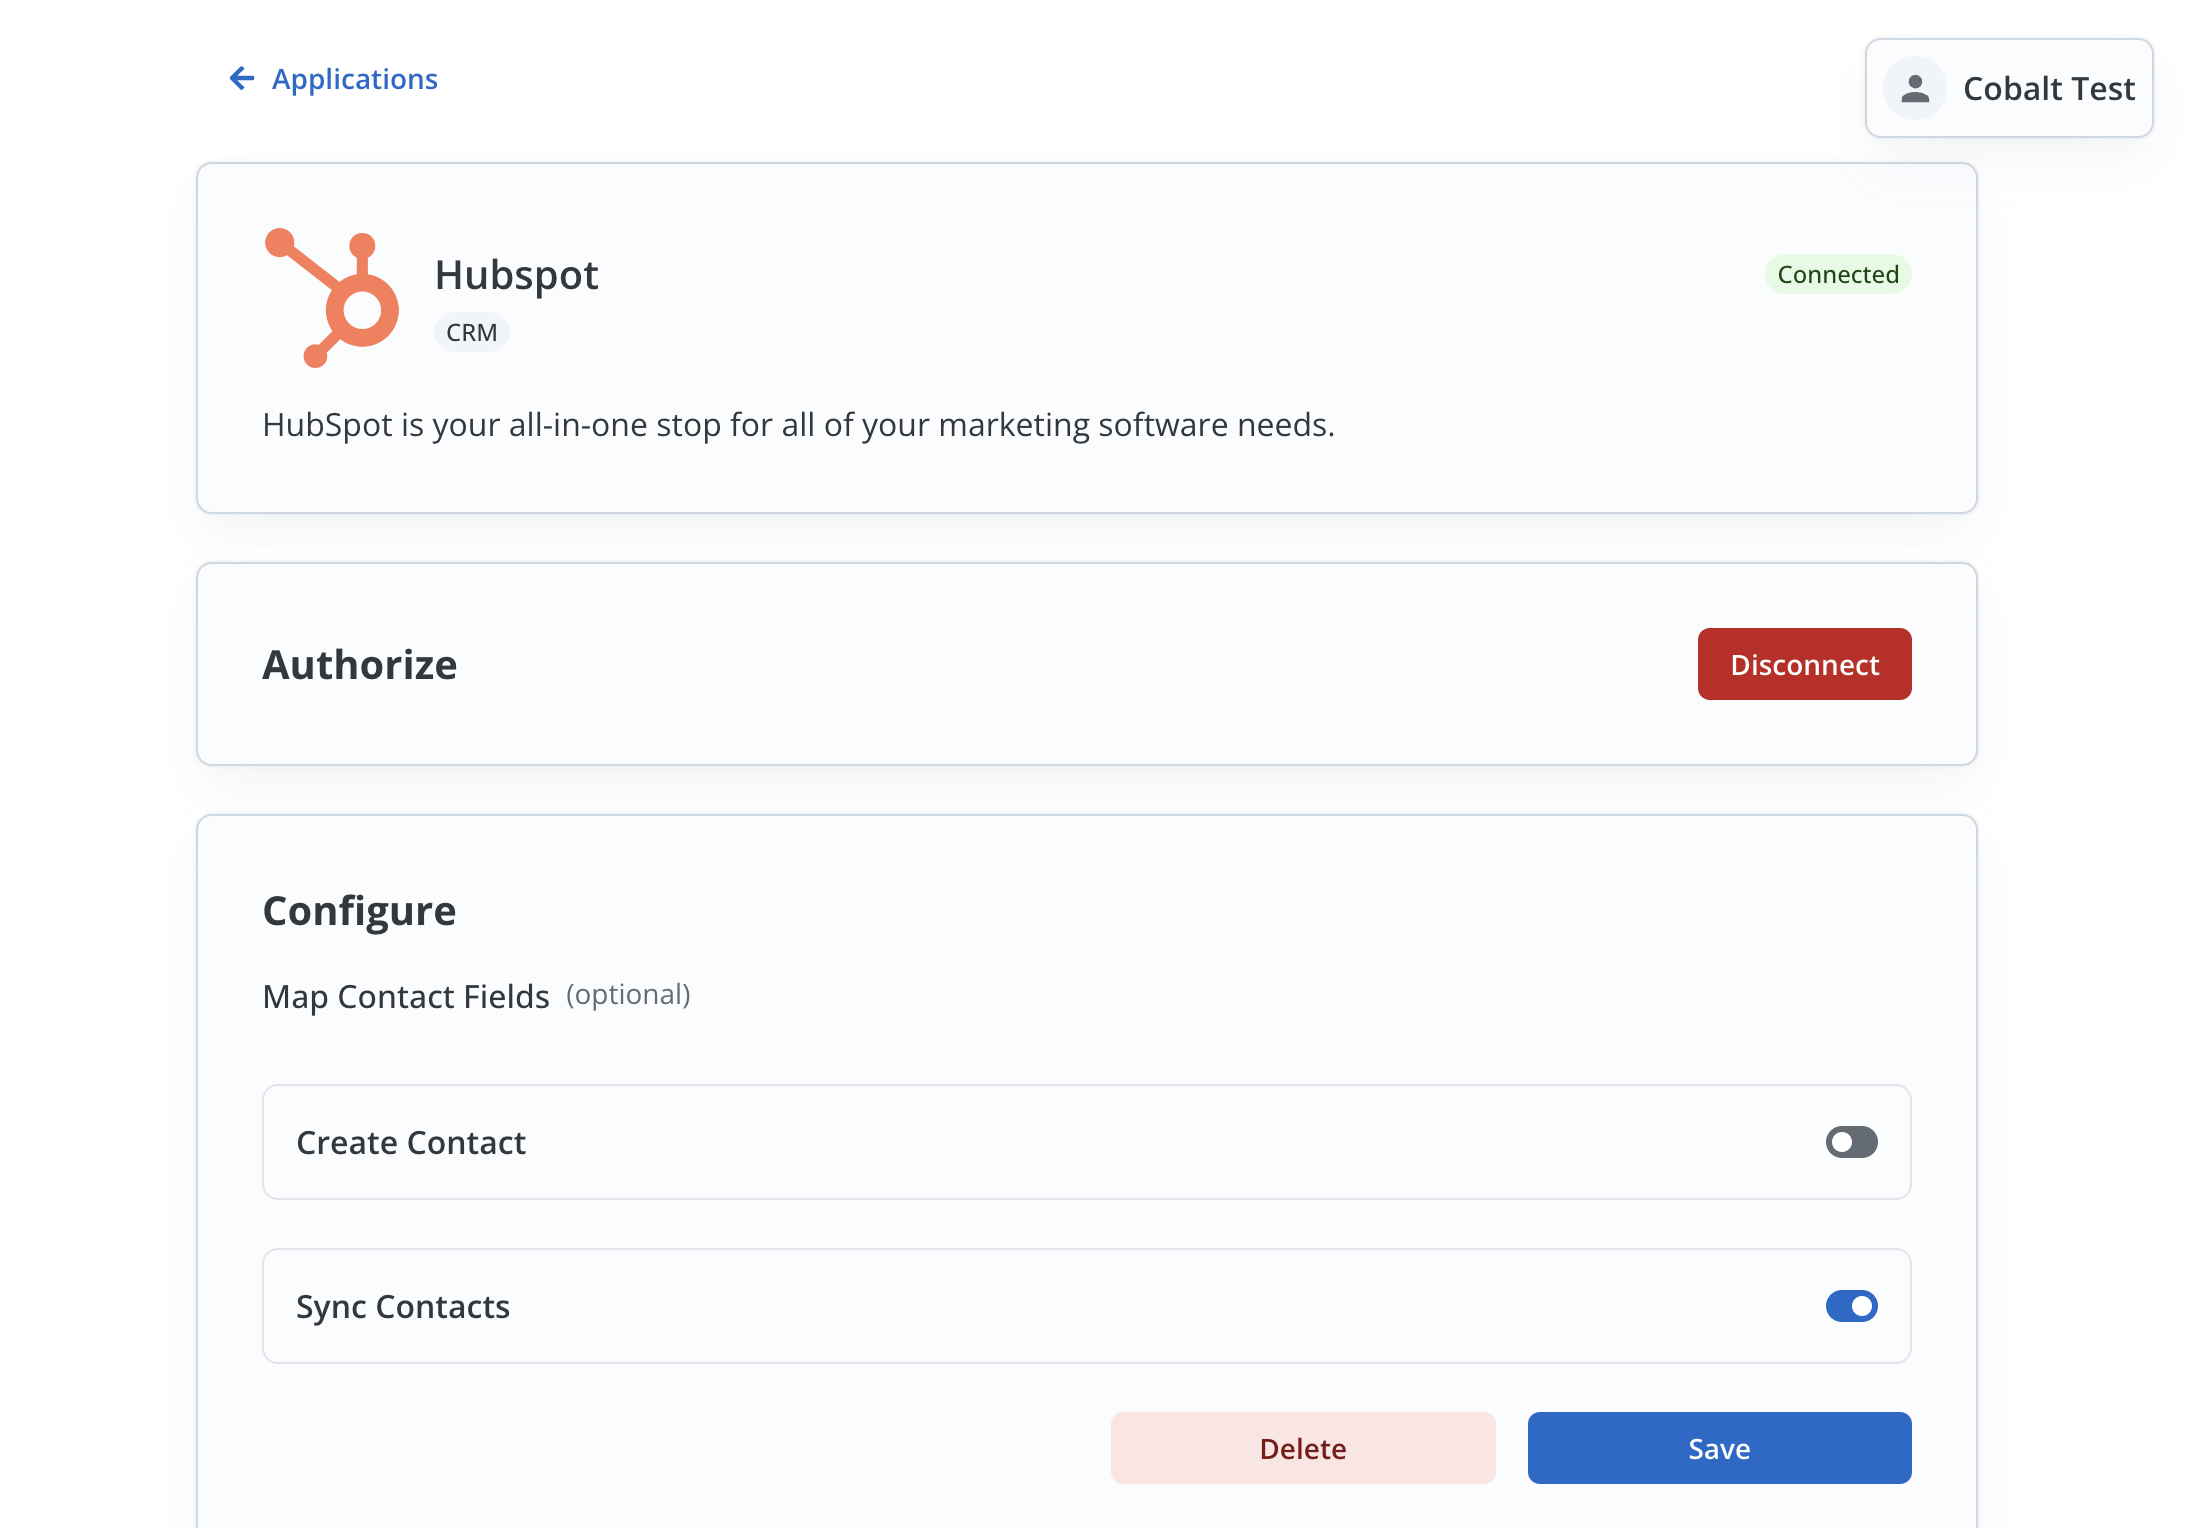 Applications
Cobalt Test
Hubspot
Connected
CRM
HubSpot is your all-in-one stop for all of your marketing software needs.
Authorize
Disconnect
Configure
Map Contact Fields (optional)
Create Contact
Sync Contacts
Delete
Save